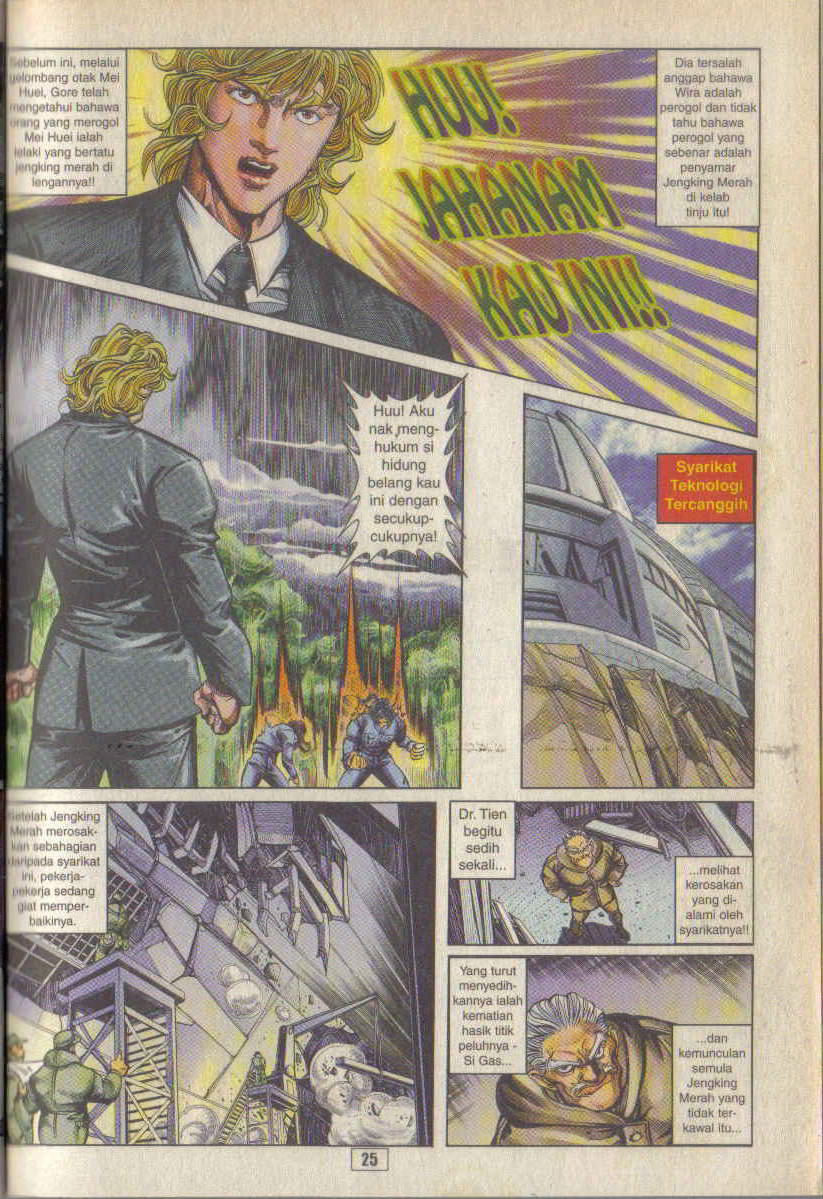 Sebelum ini, melalui
gelombang otak Mei
Huei, Gore telah
mengetahui bahawa
orang yang merogol
Mei Huei ialah
lelaki yang bertatu
jengking merah di
lengannya!!
HUU!
JAHANAM
KAU INI!!
Dia tersalah
anggap bahawa
Wira adalah
perogol dan tidak
tahu bahawa
perogol yang
sebenar adalah
penyamar
Jengking Merah
di kelab
tinju itu!
Huu! Aku
nak meng-
hukum si
hidung
belang kau
ini dengan
secukup-
cukupnya!
Syarikat
Teknologi
Tercanggih
Setelah Jengking
Merah merosak-
kan sebahagian
daripada syarikat
ini, pekerja-
pekerja sedang
giat memper-
baikinya.
Dr. Tien
begitu
sedih
sekali...
...melihat
kerosakan
yang di-
alami oleh
syarikatnya!!
Yang turut
menyedih-
kannya ialah
kematian
hasik titik
peluhnya -
Si Gas...
...dan
kemunculan
semula
Jengking
Merah yang
tidak ter-
kawal itu...
25